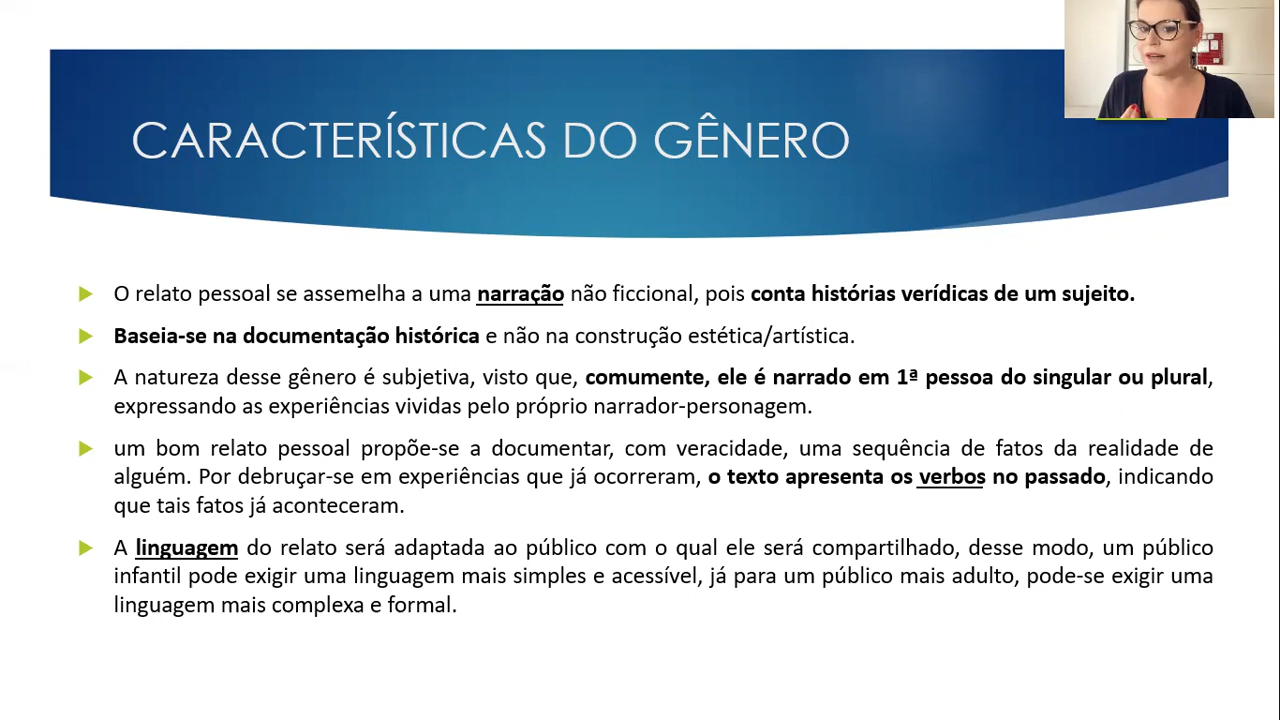 CARACTERÍSTICAS DO GÊNERO
O relato pessoal se assemelha a uma narração não ficcional, pois conta histórias verídicas de um sujeito.
Baseia-se na documentação histórica e não na construção estética/artística.
A natureza desse gênero é subjetiva, visto que, comumente, ele é narrado em 1ª pessoa do singular ou plural,
expressando as experiências vividas pelo próprio narrador-personagem.
um bom relato pessoal propõe-se a documentar, com veracidade, uma sequência de fatos da realidade de
alguém. Por debruçar-se em experiências que já ocorreram, o texto apresenta os verbos no passado, indicando
que tais fatos já aconteceram.
A linguagem do relato será adaptada ao público com o qual ele será compartilhado, desse modo, um público
infantil pode exigir uma linguagem mais simples e acessível, já para um público mais adulto, pode-se exigir uma
linguagem mais complexa e formal.